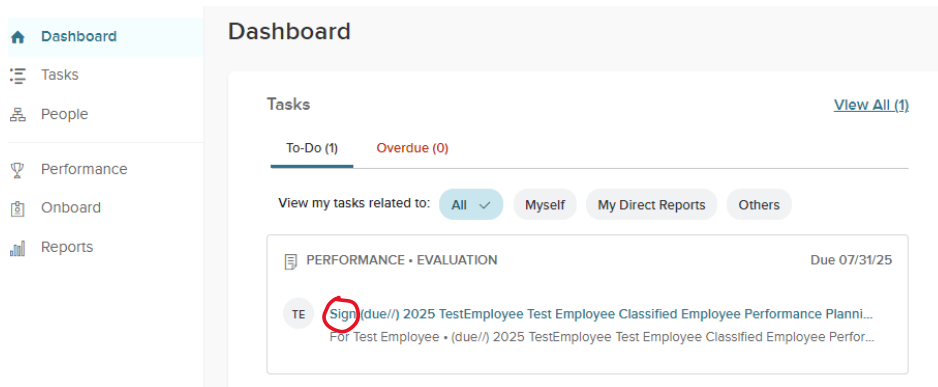 Dashboard
Tasks
People
Performance
Onboard
Reports
Dashboard
Tasks
View All (1)
To-Do (1)
Overdue (0)
View my tasks related to:
All
Myself
My Direct Reports
Others
PERFORMANCE • EVALUATION
Due 07/31/25
TE
Sign (due//) 2025 TestEmployee Test Employee Classified Employee Performance Planni...
For Test Employee • (due//) 2025 TestEmployee Test Employee Classified Employee Perfor...